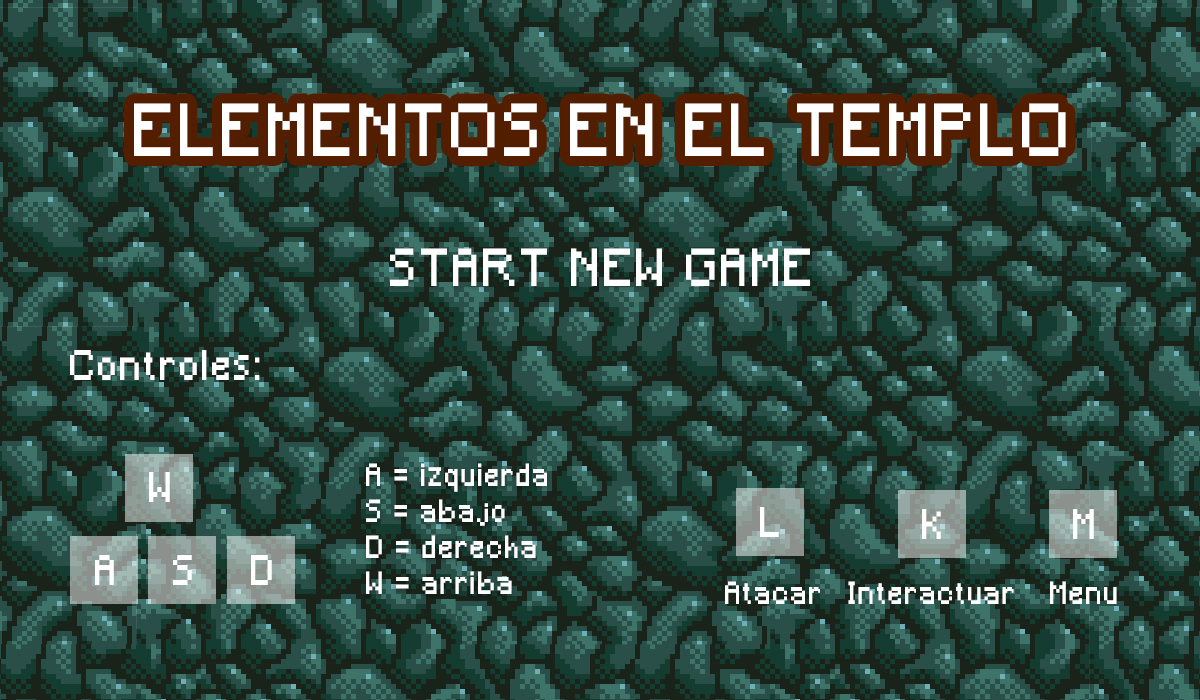 ELEMENTOS EN EL TEMPLO
START NEW GAME
Controles:
W
A S D
A = izquierda
S = abajo
D = derecha
W = arriba
L K M
Atacar Interactuar Menu